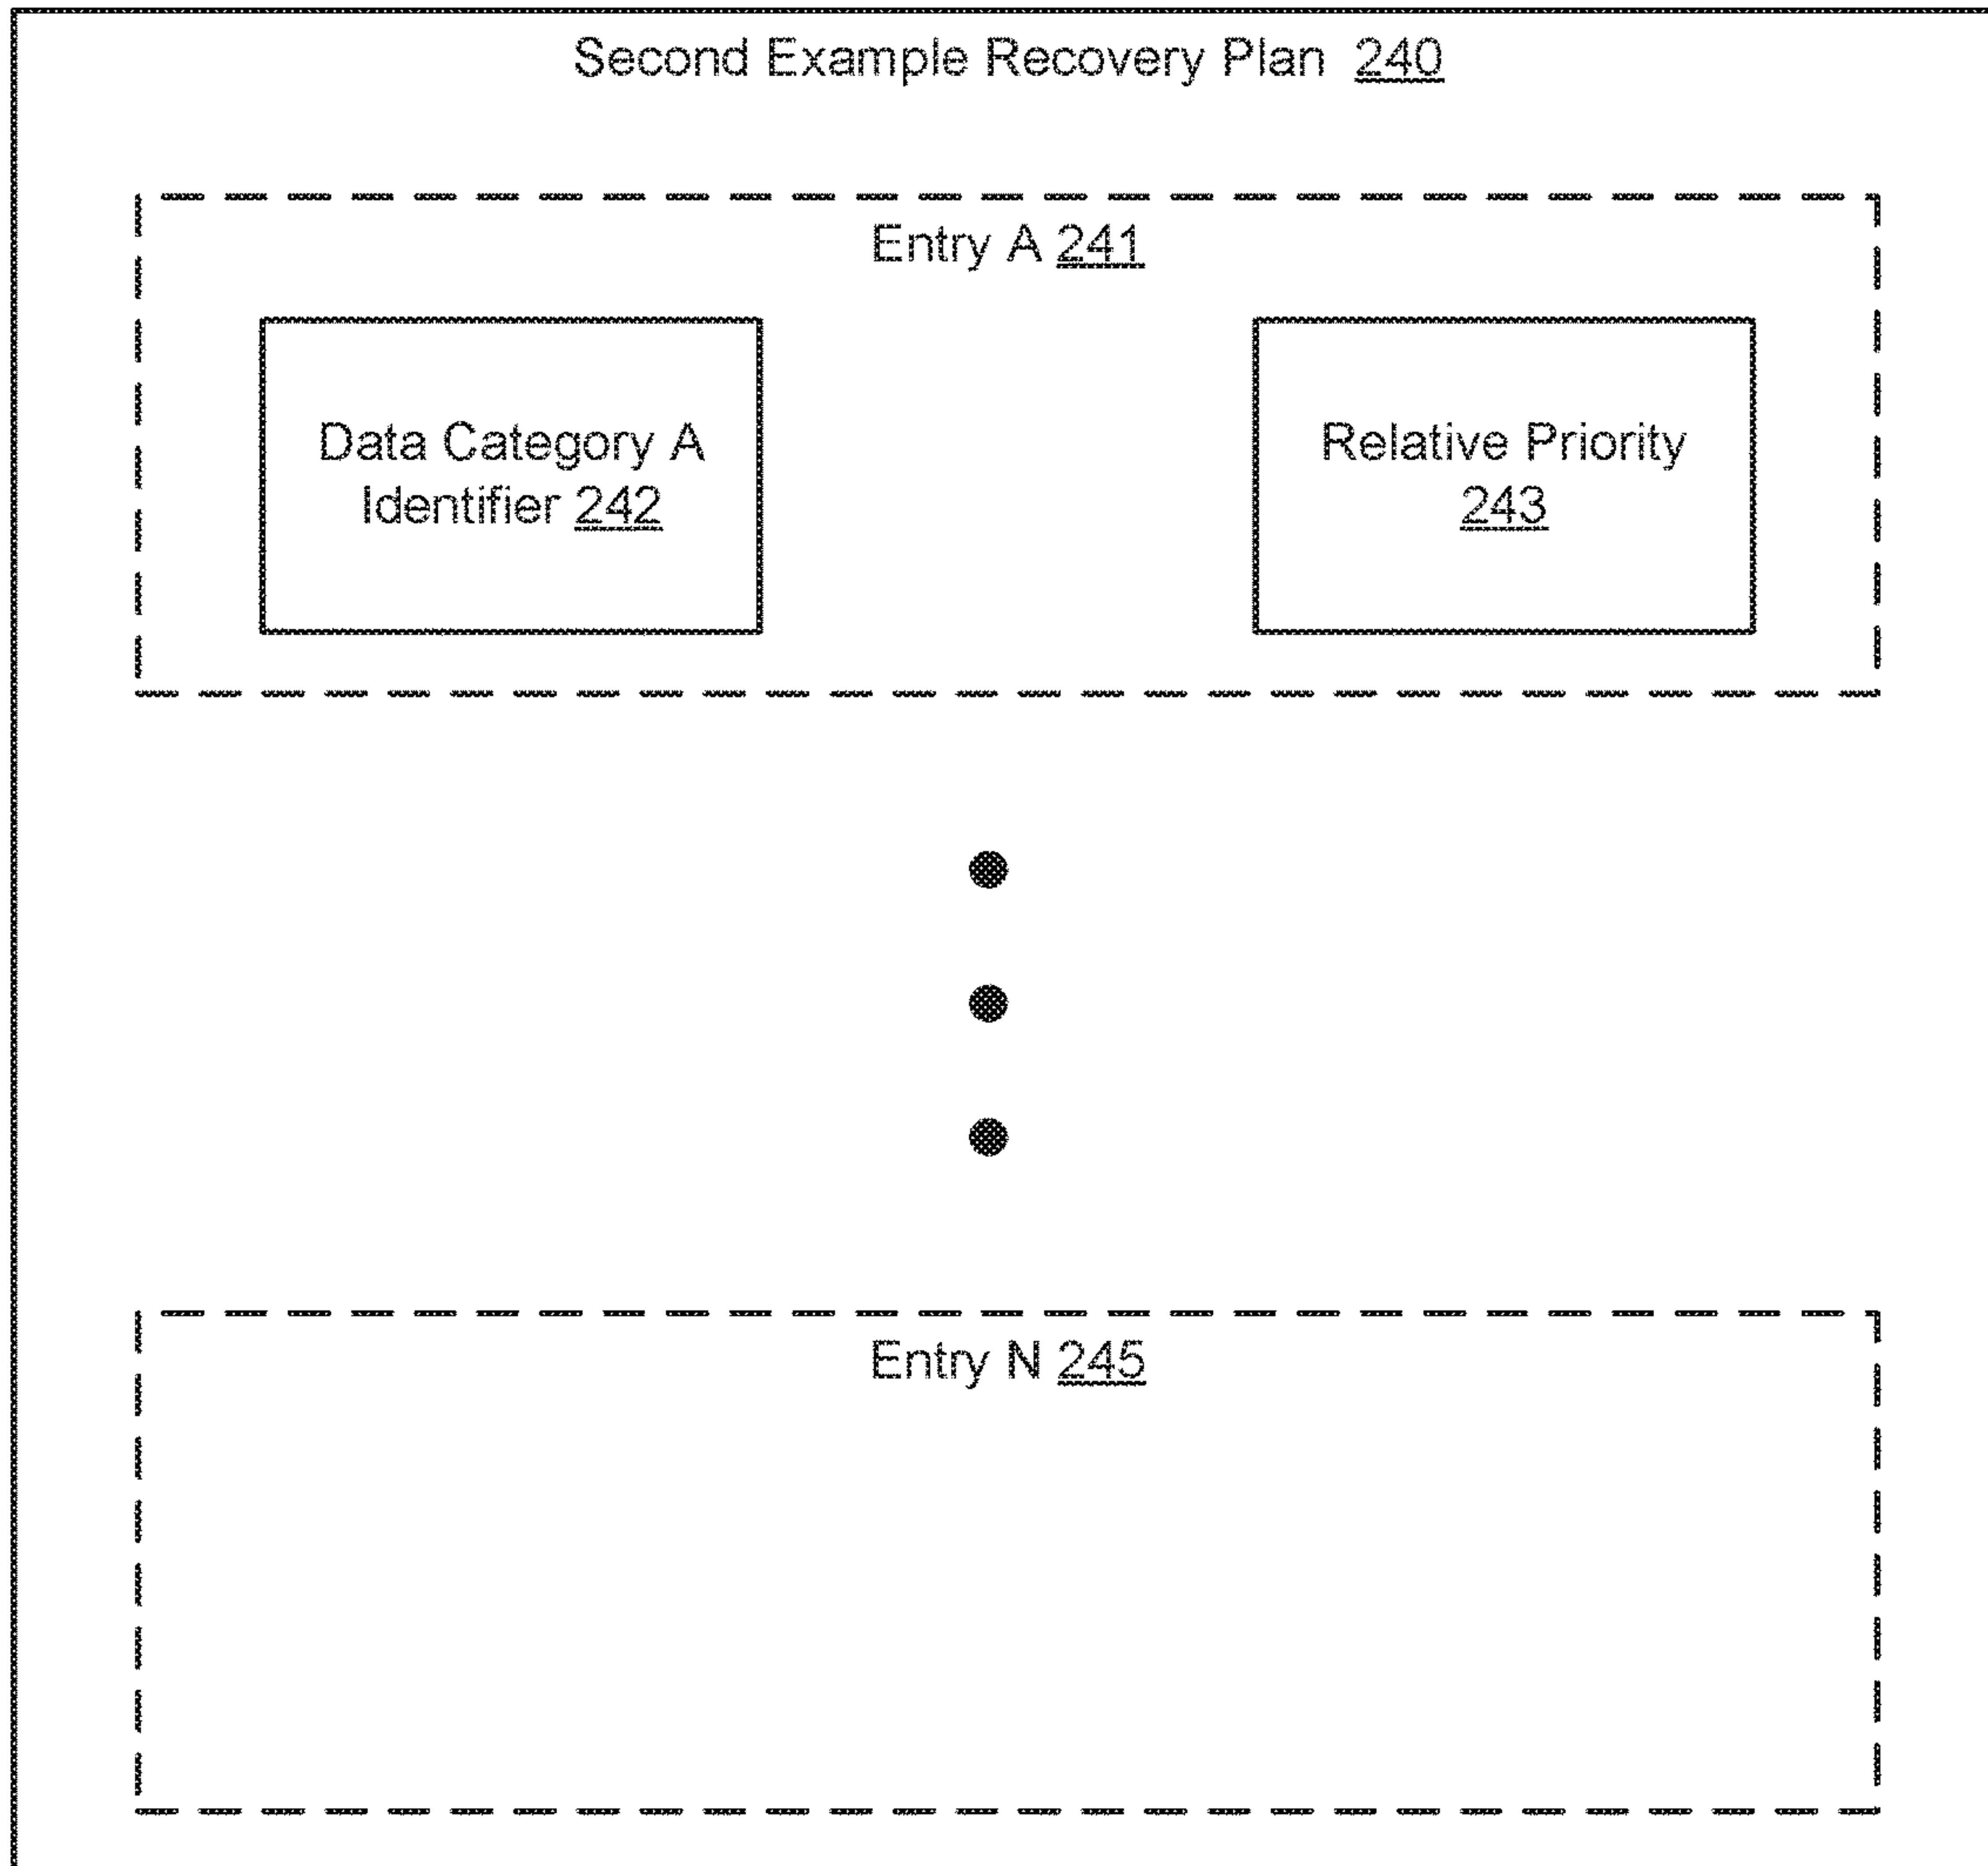 Second Example Recovery Plan 240
Entry A 241
Data Category A
Identifier 242
Relative Priority
243
Entry N 245